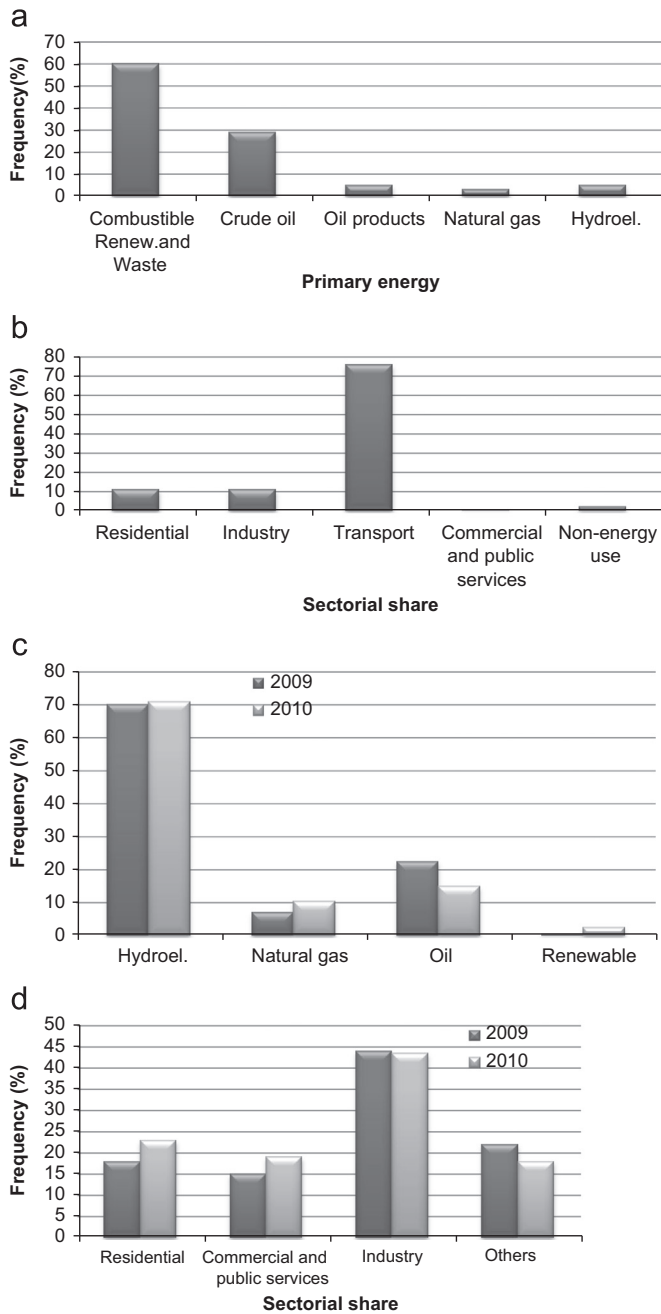 a
Frequency(%)
70
60
50
40
30
20
10
0
Combustible
Renew.and
Waste
Crude oil
Oil products
Natural gas
Hydroel.
Primary energy
b
Frequency (%)
80
70
60
50
40
30
20
10
0
Residential
Industry
Transport
Commercial
and public
services
Non-energy
use
Sectorial share
c
Frequency (%)
80
70
60
50
40
30
20
10
0
2009
2010
Hydroel.
Natural gas
Oil
Renewable
d
Frequency (%)
50
45
40
35
30
25
20
15
10
5
0
2009
2010
Residential
Commercial and
public services
Industry
Others
Sectorial share